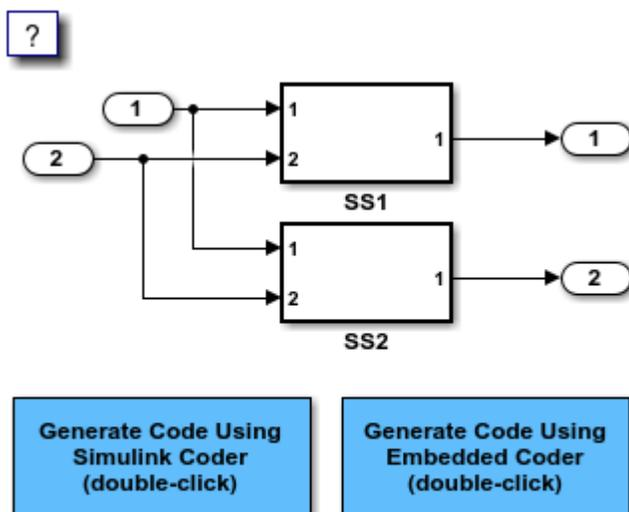 ?
1
1
2
2
1
1
SS1
1
2
1
2
SS2
Generate Code Using
Simulink Coder
(double-click)
Generate Code Using
Embedded Coder
(double-click)